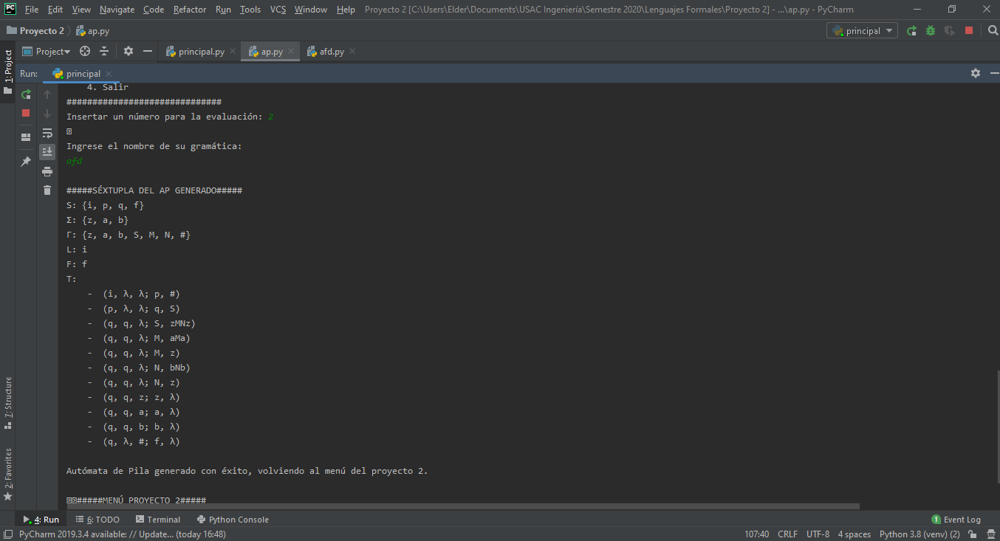 File Edit View Navigate Code Refactor Run Tools VCS Window Help Proyecto 2 [C:\Users\Elder\Documents\USAC Ingeniería\Semestre 2020\Lenguajes Formales\Proyecto 2] - ...\ap.py - PyCharm
Proyecto 2 ap.py principal
1: Project
Project principal.py ap.py afd.py
Run: principal
4. Salir
##############################
Insertar un número para la evaluación: 2
Ingrese el nombre de su gramática:
afd
#####SÉXTUPLA DEL AP GENERADO#####
S: {i, p, q, f}
Σ: {z, a, b}
Γ: {z, a, b, S, M, N, #}
L: i
F: f
T:
- (i, λ, λ; p, #)
- (p, λ, λ; q, S)
- (q, q, λ; S, zMNz)
- (q, q, λ; M, aMa)
- (q, q, λ; M, z)
- (q, q, λ; N, bNb)
- (q, q, λ; N, z)
- (q, q, z; z, λ)
- (q, q, a; a, λ)
- (q, q, b; b, λ)
- (q, λ, #; f, λ)
Autómata de Pila generado con éxito, volviendo al menú del proyecto 2.
#####MENÚ PROYECTO 2#####
7: Structure
2: Favorites
4: Run 6: TODO Terminal Python Console 1 Event Log
PyCharm 2019.3.4 available: // Update... (today 16:48) 107:40 CRLF UTF-8 4 spaces Python 3.8 (venv) (2)